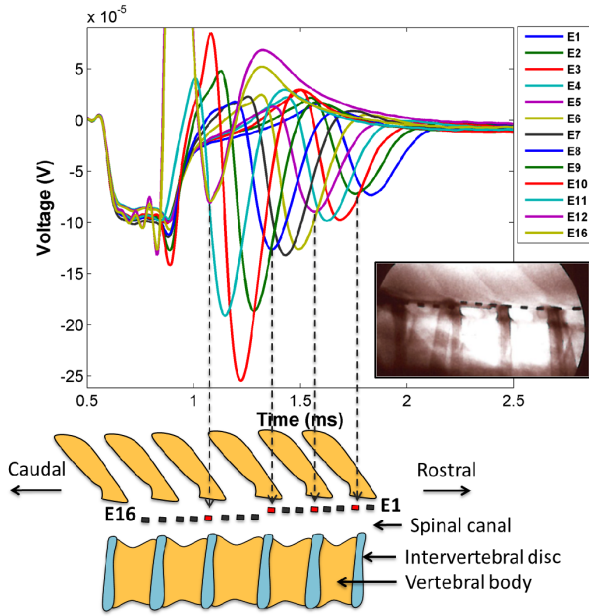 x 10^-5
10
5
0
-5
-10
-15
-20
-25
Voltage (V)
0.5
1
1.5
2
2.5
Time (ms)
E1
E2
E3
E4
E5
E6
E7
E8
E9
E10
E11
E12
E16
Caudal
Rostral
E16
E1
Spinal canal
Intervertebral disc
Vertebral body